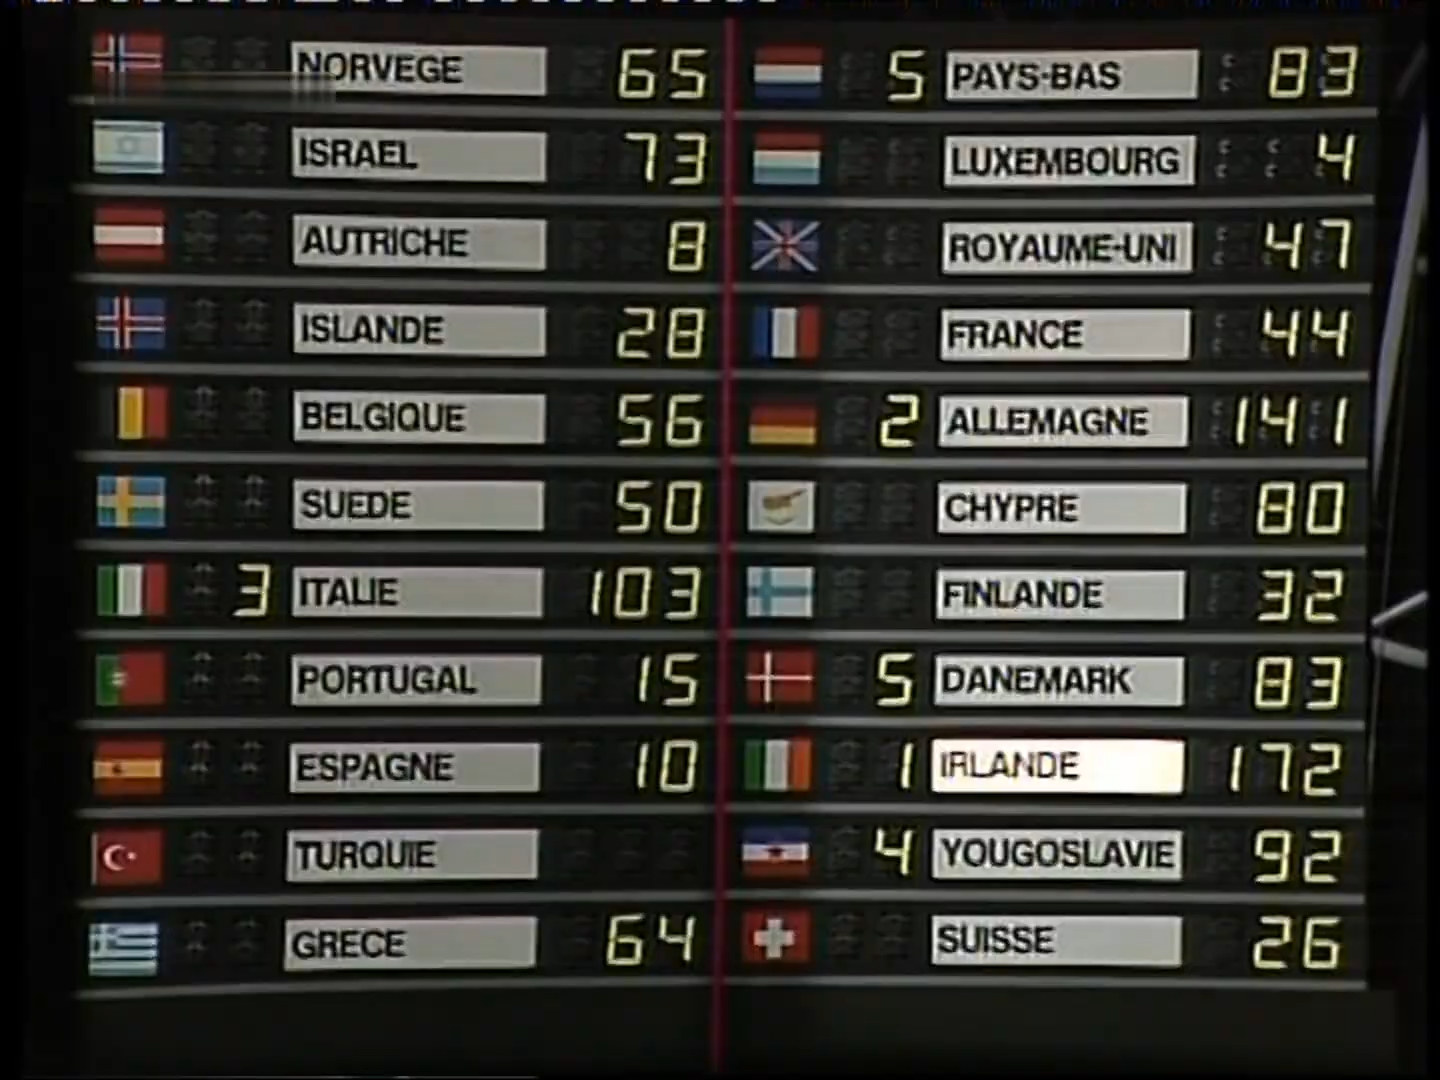 NORVEGE 65
ISRAEL 73
AUTRICHE 8
ISLANDE 28
BELGIQUE 56
SUEDE 50
3 ITALIE 103
PORTUGAL 15
ESPAGNE 10
TURQUIE
GRECE 64
5 PAYS-BAS 83
LUXEMBOURG 4
ROYAUME-UNI 47
FRANCE 44
2 ALLEMAGNE 141
CHYPRE 80
FINLANDE 32
5 DANEMARK 83
1 IRLANDE 172
4 YOUGOSLAVIE 92
SUISSE 26